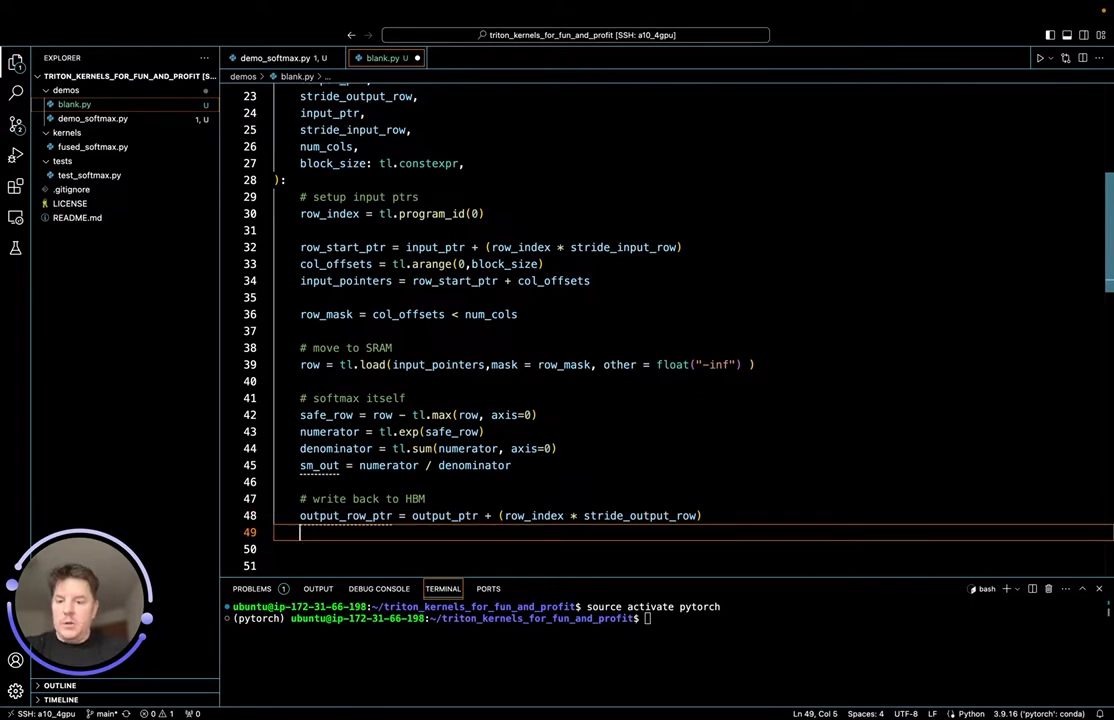 triton_kernels_for_fun_and_profit [SSH: a10_4gpu]
EXPLORER
demo_softmax.py 1, U
blank.py U
TRITON_KERNELS_FOR_FUN_AND_PROFIT [S...
demos > blank.py > ...
demos
blank.py U
demo_softmax.py 1, U
kernels
fused_softmax.py
tests
test_softmax.py
.gitignore
LICENSE
README.md
23 stride_output_row,
24 input_ptr,
25 stride_input_row,
26 num_cols,
27 block_size: tl.constexpr,
28 ):
29 # setup input ptrs
30 row_index = tl.program_id(0)
31
32 row_start_ptr = input_ptr + (row_index * stride_input_row)
33 col_offsets = tl.arange(0,block_size)
34 input_pointers = row_start_ptr + col_offsets
35
36 row_mask = col_offsets < num_cols
37
38 # move to SRAM
39 row = tl.load(input_pointers,mask = row_mask, other = float("-inf") )
40
41 # softmax itself
42 safe_row = row - tl.max(row, axis=0)
43 numerator = tl.exp(safe_row)
44 denominator = tl.sum(numerator, axis=0)
45 sm_out = numerator / denominator
46
47 # write back to HBM
48 output_row_ptr = output_ptr + (row_index * stride_output_row)
49
50
51
PROBLEMS 1 OUTPUT DEBUG CONSOLE TERMINAL PORTS
bash
ubuntu@ip-172-31-66-198:~/triton_kernels_for_fun_and_profit$ source activate pytorch
(pytorch) ubuntu@ip-172-31-66-198:~/triton_kernels_for_fun_and_profit$
OUTLINE
TIMELINE
SSH: a10_4gpu main* 0 1 0
Ln 49, Col 5 Spaces: 4 UTF-8 LF Python 3.9.16 ('pytorch': conda)